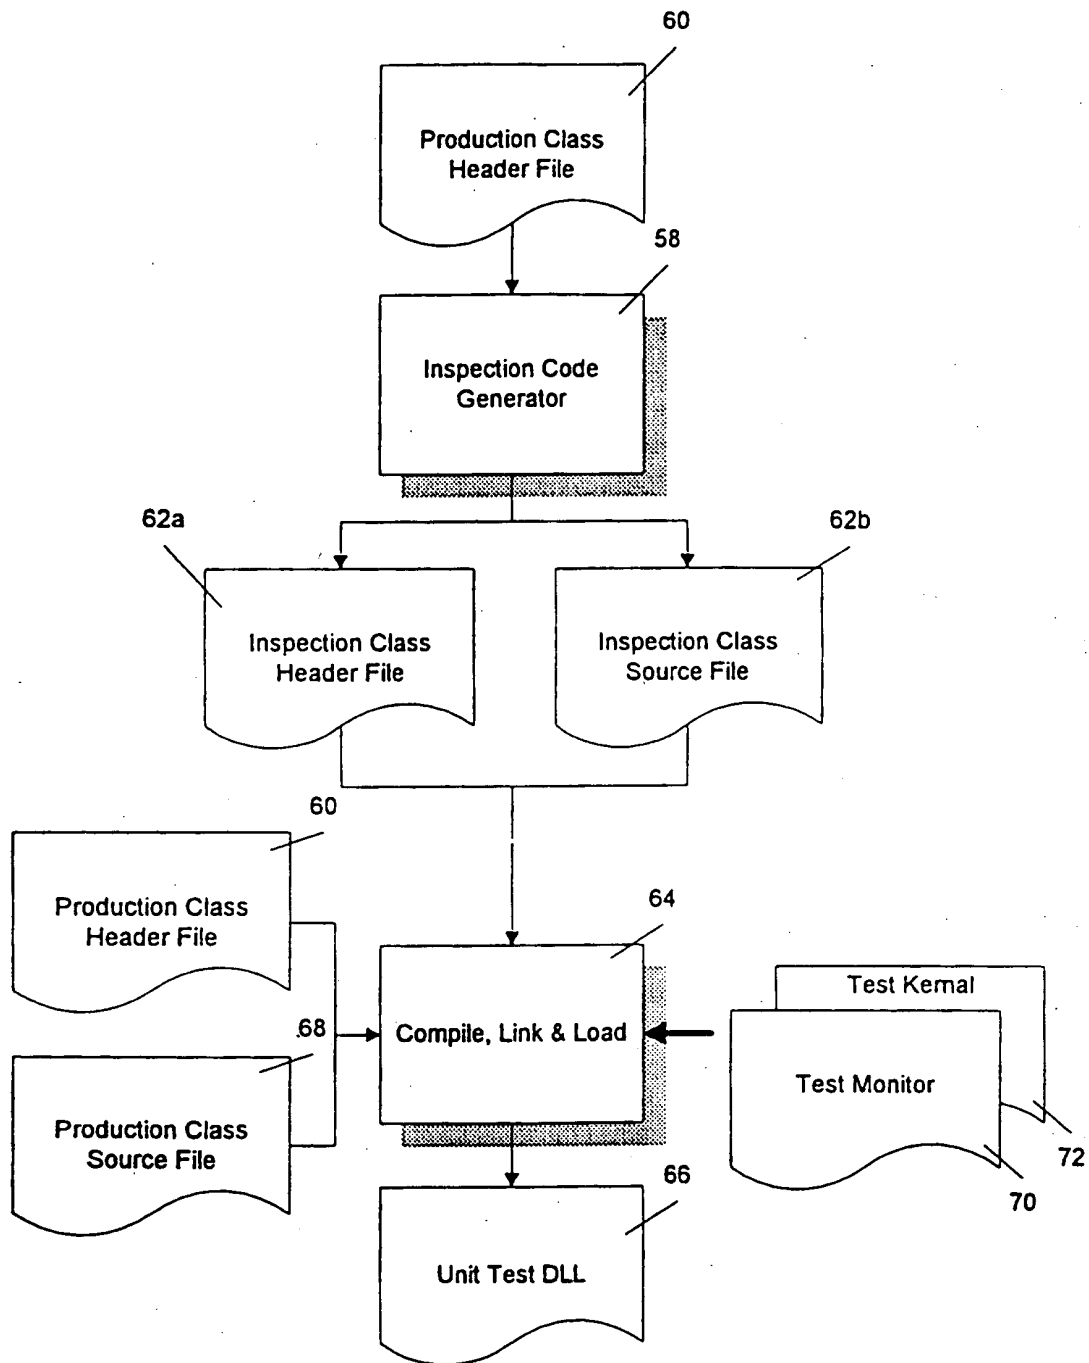 60
Production Class
Header File
58
Inspection Code
Generator
62a
62b
Inspection Class
Header File
Inspection Class
Source File
60
Production Class
Header File
64
Compile, Link & Load
Test Kernal
Test Monitor
72
70
68
Production Class
Source File
66
Unit Test DLL